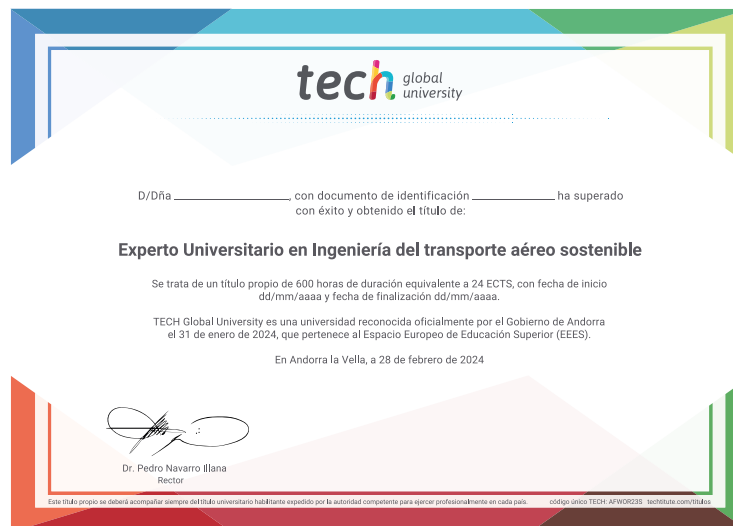 tech global university
D/Dña ____________________, con documento de identificación ______________ ha superado
con éxito y obtenido el título de:
Experto Universitario en Ingeniería del transporte aéreo sostenible
Se trata de un título propio de 600 horas de duración equivalente a 24 ECTS, con fecha de inicio
dd/mm/aaaa y fecha de finalización dd/mm/aaaa.
TECH Global University es una universidad reconocida oficialmente por el Gobierno de Andorra
el 31 de enero de 2024, que pertenece al Espacio Europeo de Educación Superior (EEES).
En Andorra la Vella, a 28 de febrero de 2024
Dr. Pedro Navarro Illana
Rector
Este título propio se deberá acompañar siempre del título universitario habilitante expedido por la autoridad competente para ejercer profesionalmente en cada país. código único TECH: AFWOR23S techtitute.com/titulos